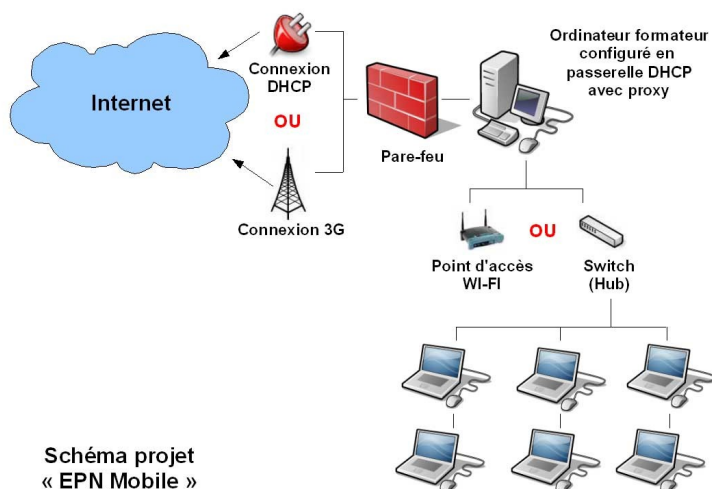 Internet
Connexion
DHCP
OU
Connexion 3G
Pare-feu
Ordinateur formateur
configuré en
passerelle DHCP
avec proxy
Point d'accès
WI-FI
OU
Switch
(Hub)
Schéma projet
« EPN Mobile »